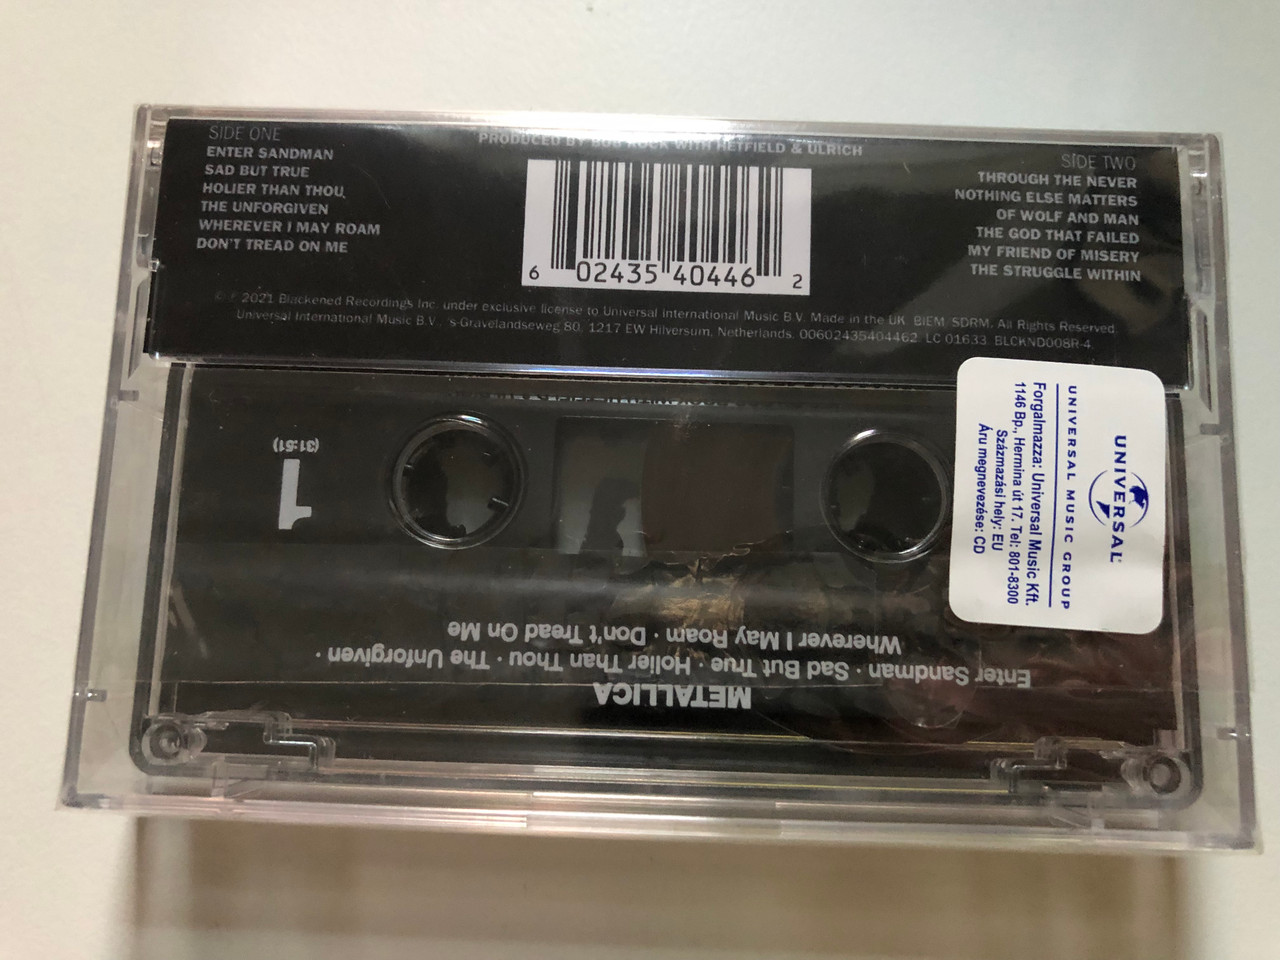 SIDE ONE
ENTER SANDMAN
SAD BUT TRUE
HOLIER THAN THOU
THE UNFORGIVEN
WHEREVER I MAY ROAM
DON'T TREAD ON ME
PRODUCED BY BOB ROCK WITH HETFIELD & ULRICH
6 02435 40446 2
SIDE TWO
THROUGH THE NEVER
NOTHING ELSE MATTERS
OF WOLF AND MAN
THE GOD THAT FAILED
MY FRIEND OF MISERY
THE STRUGGLE WITHIN
2021 Blackened Recordings Inc. under exclusive license to Universal International Music B.V. Made in the UK. BIEM/SDRM. All Rights Reserved.
Universal International Music B.V., 's-Gravelandseweg 80, 1217 EW Hilversum, Netherlands. 00602435404462. LC 01633. BLCKND008R-4
UNIVERSAL
UNIVERSAL MUSIC GROUP
Forgalmazza: Universal Music Kft.
1146 Bp., Hermina út 17. Tel: 801-8300
Származási hely: EU
Áru megnevezése: CD
METALLICA
Enter Sandman · Sad But True · Holier Than Thou · The Unforgiven ·
Wherever I May Roam · Don't Tread On Me
1
(31:51)